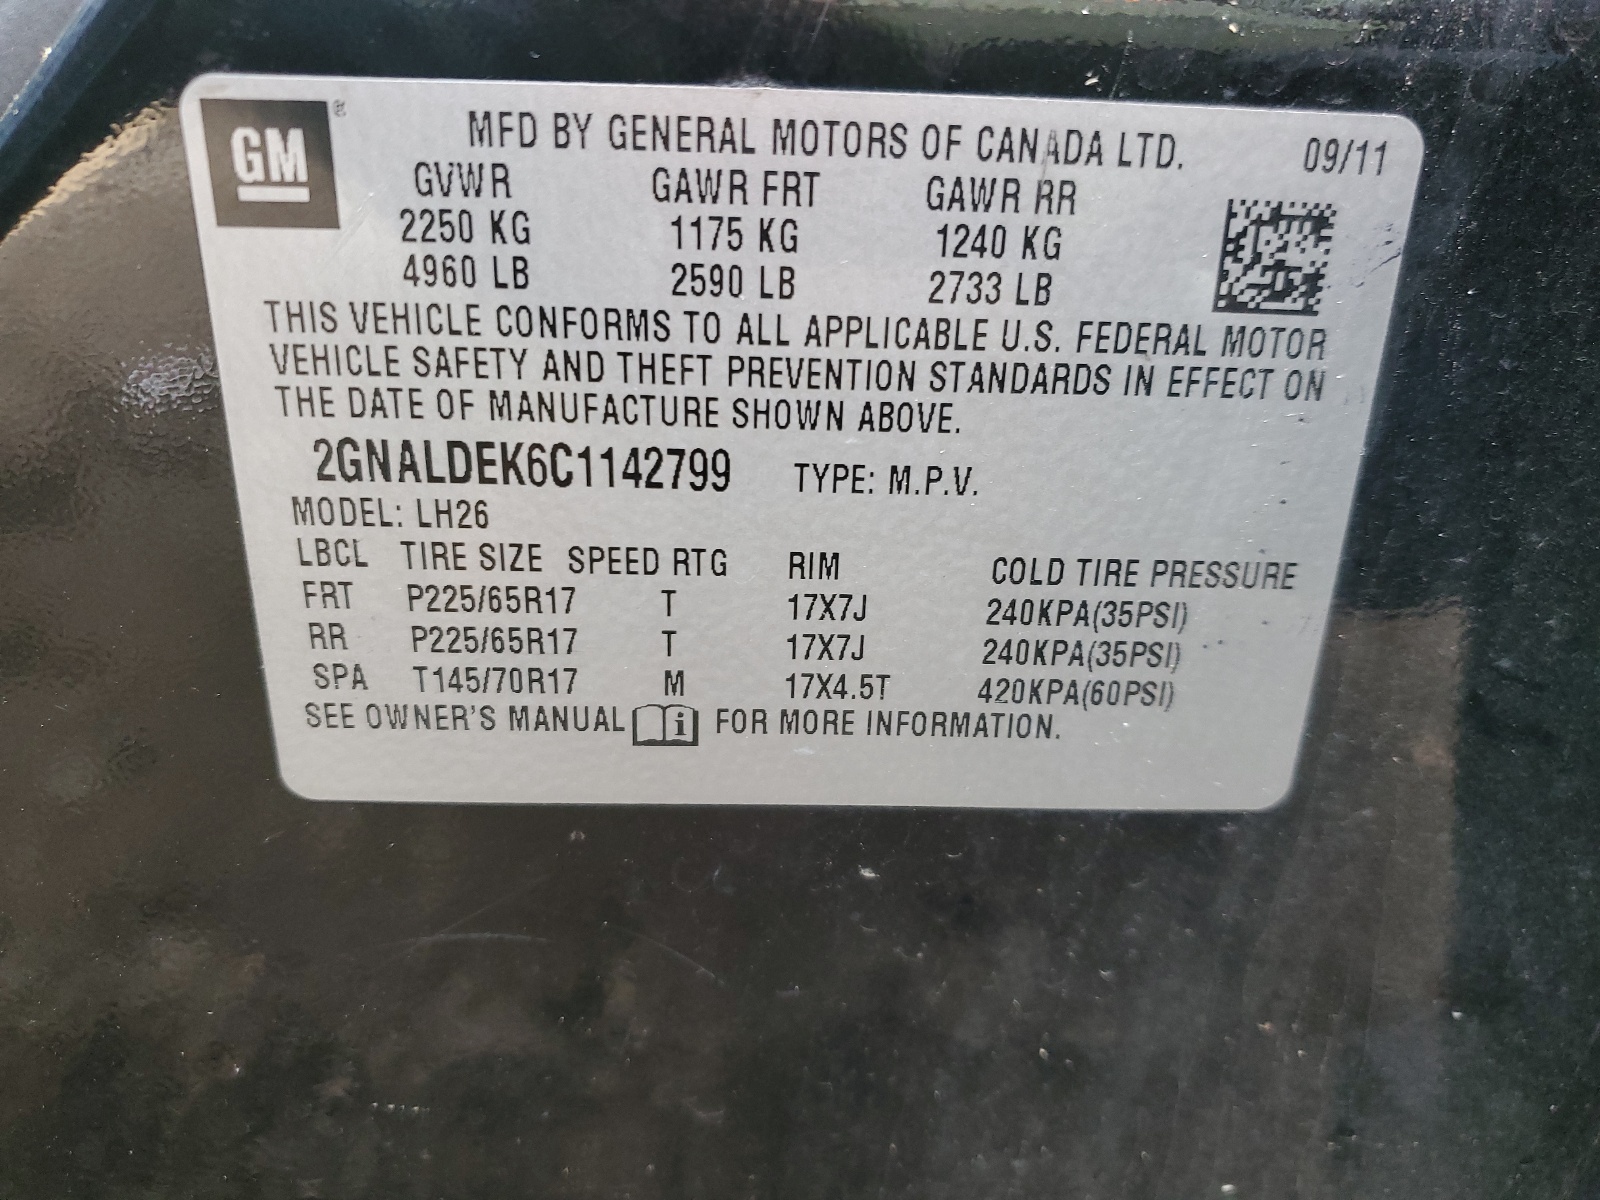 GM ®
MFD BY GENERAL MOTORS OF CANADA LTD. 09/11
GVWR GAWR FRT GAWR RR
2250 KG 1175 KG 1240 KG
4960 LB 2590 LB 2733 LB
THIS VEHICLE CONFORMS TO ALL APPLICABLE U.S. FEDERAL MOTOR
VEHICLE SAFETY AND THEFT PREVENTION STANDARDS IN EFFECT ON
THE DATE OF MANUFACTURE SHOWN ABOVE.
2GNALDEK6C1142799 TYPE: M.P.V.
MODEL: LH26
LBCL TIRE SIZE SPEED RTG RIM COLD TIRE PRESSURE
FRT P225/65R17 T 17X7J 240KPA(35PSI)
RR P225/65R17 T 17X7J 240KPA(35PSI)
SPA T145/70R17 M 17X4.5T 420KPA(60PSI)
SEE OWNER'S MANUAL i FOR MORE INFORMATION.